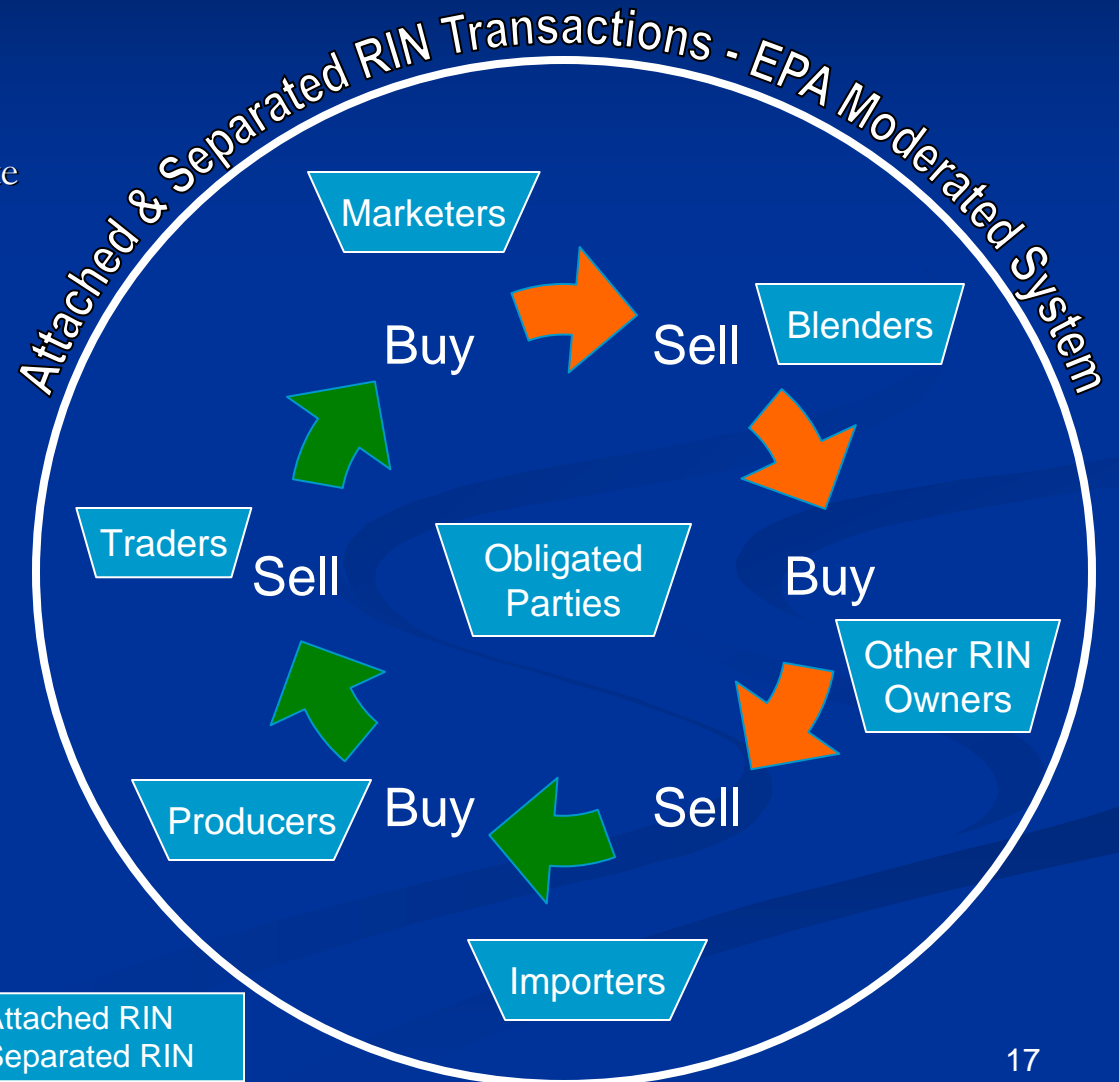 Attached & Separated RIN Transactions - EPA Moderated System
Marketers
Buy
Sell
Blenders
Traders
Sell
Obligated
Parties
Buy
Other RIN
Owners
Producers
Buy
Sell
Importers
Attached RIN
Separated RIN
17